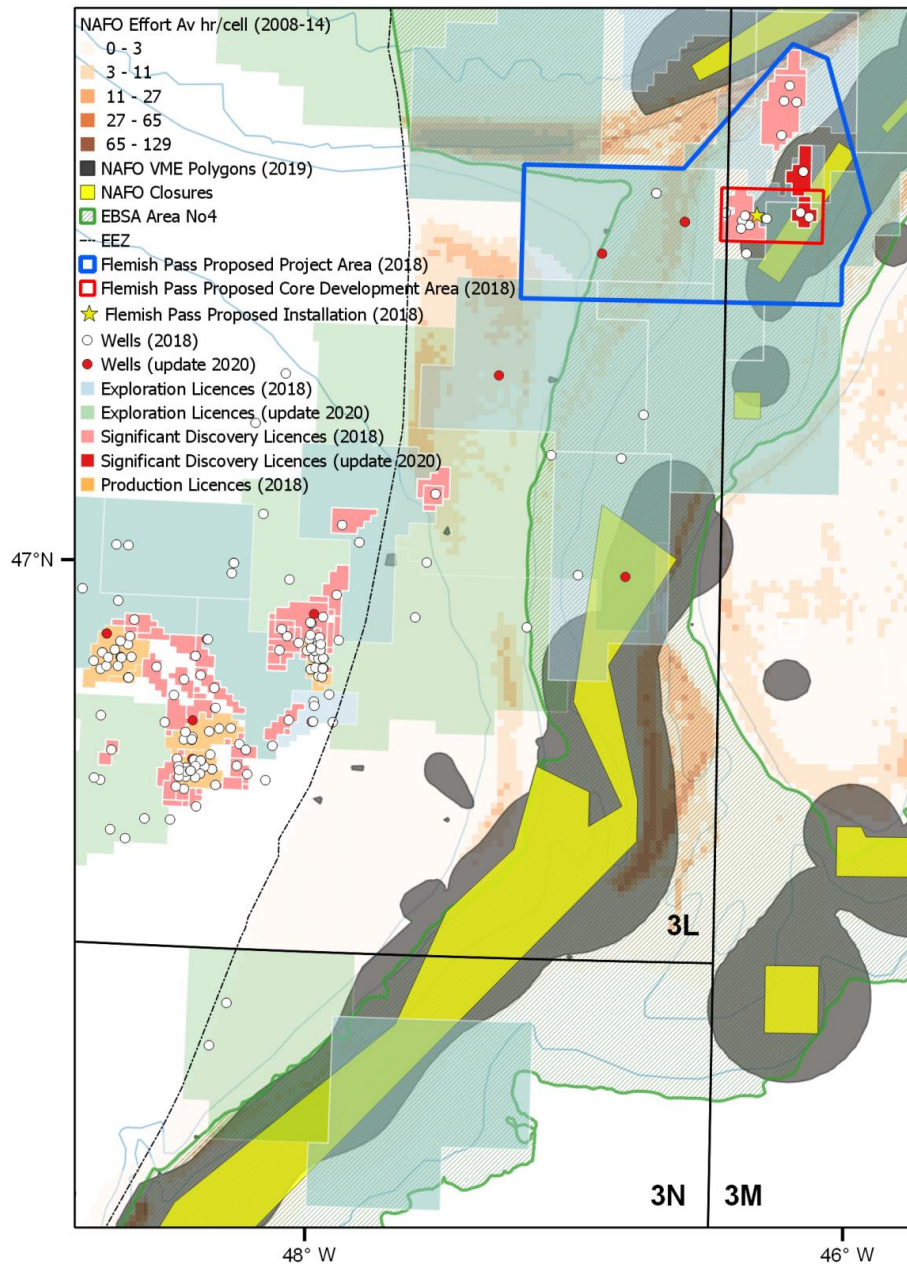 NAFO Effort Av hr/cell (2008-14)
0 - 3
3 - 11
11 - 27
27 - 65
65 - 129
NAFO VME Polygons (2019)
NAFO Closures
EBSA Area No4
EEZ
Flemish Pass Proposed Project Area (2018)
Flemish Pass Proposed Core Development Area (2018)
Flemish Pass Proposed Installation (2018)
Wells (2018)
Wells (update 2020)
Exploration Licences (2018)
Exploration Licences (update 2020)
Significant Discovery Licences (2018)
Significant Discovery Licences (update 2020)
Production Licences (2018)
47°N
3L
3N
3M
48° W
46° W